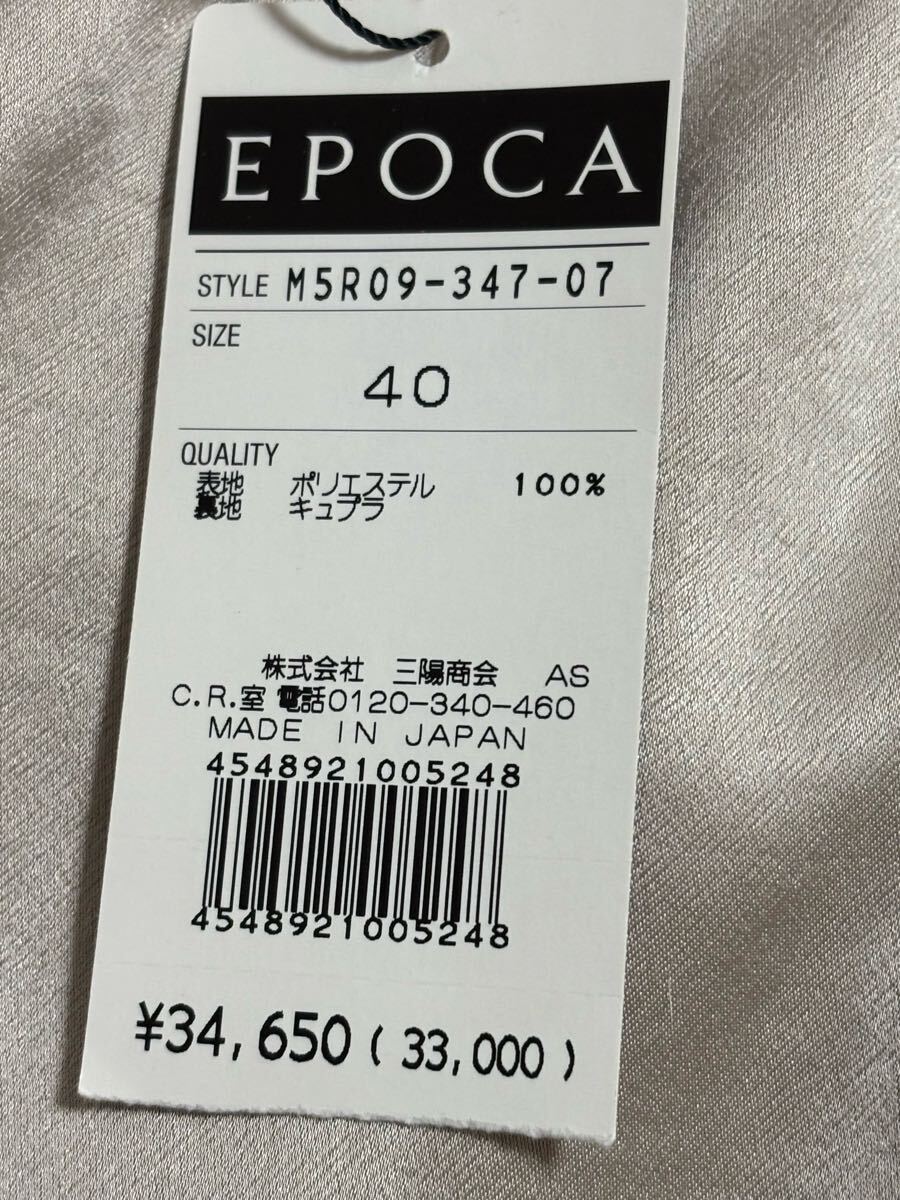 EPOCA
STYLE M5R09-347-07
SIZE
40
QUALITY
表地 ポリエステル 100%
裏地 キュプラ
株式会社 三陽商会 AS
C.R.室 電話0120-340-460
MADE IN JAPAN
4548921005248
4548921005248
¥34,650 (33,000)